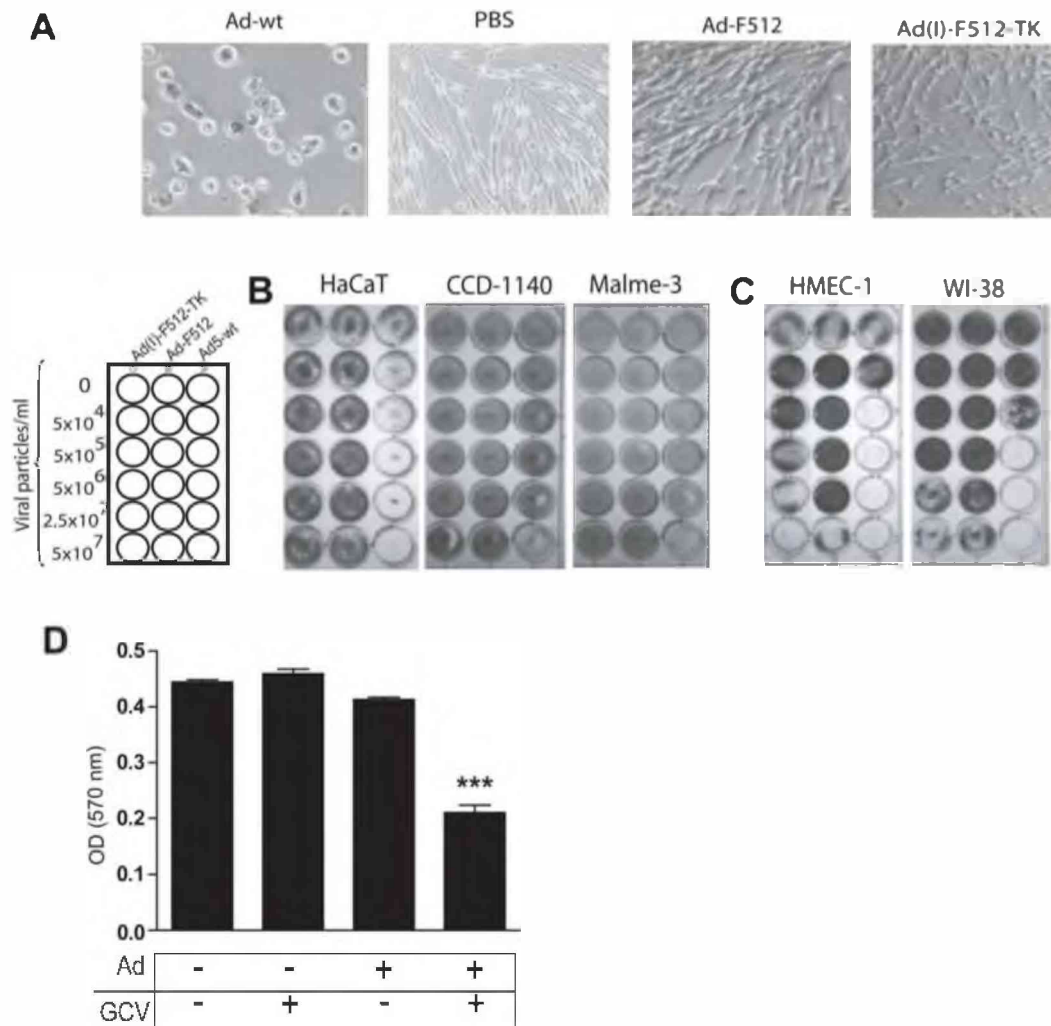 A
Ad-wt
PBS
Ad-F512
Ad(I)-F512-TK
Ad(I)-F512-TK
Ad-F512
Ad5-wt
Viral particles/ml
0
5x10 4
5x10 5
5x10 6
2.5x10
5x10 7
B
HaCaT
CCD-1140
Malme-3
C
HMEC-1
WI-38
D
OD (570 nm)
0.5
0.4
0.3
0.2
0.1
0.0
***
Ad - - + +
GCV - + - +